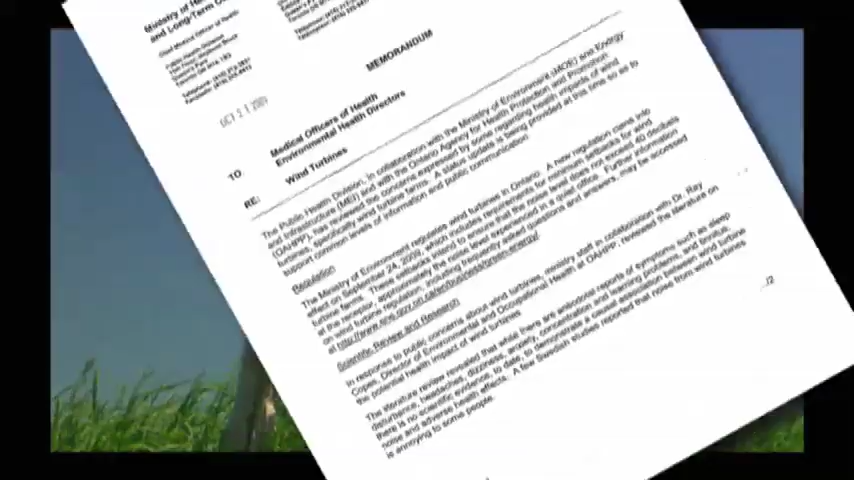 Ministry of
and Long-Term
Chief Medical Officer of Health
Public Health Division
Queen's Park
MEMORANDUM
OCT 2 1 2009
TO
Medical Officers of Health
Environmental Health Directors
RE:
Wind Turbines
The Public Health Division, in collaboration with the Ministry of Environment (MOE) and Energy
and Infrastructure (MEI) and with the Ontario Agency for Health Protection and Promotion
(OAHPP), has reviewed the concerns expressed by some regarding health impacts of wind
turbines, specifically wind turbine farms. A status update is being provided at this time so as to
support common levels of information and public communication.
Regulation
The Ministry of Environment regulates wind turbines in Ontario. A new regulation came into
effect on September 24, 2009, which includes requirements for minimum setbacks for wind
turbine farms. These setbacks intend to ensure that the noise level does not exceed 40 decibels
at the receptor, approximately the noise level experienced in a quiet office. Further information
on wind turbine regulation, including frequently asked questions and answers, may be accessed
at http://www.ene.gov.on.ca/en/business/green-energy/.
Scientific Review and Research
In response to public concerns about wind turbines, ministry staff in collaboration with Dr. Ray
Copes, Director of Environmental and Occupational Health at OAHPP, reviewed the literature on
the potential health impact of wind turbines.
The literature review revealed that while there are anecdotal reports of symptoms such as sleep
disturbance, headaches, dizziness, anxiety, concentration and learning problems, and tinnitus,
there is no scientific evidence, to date, to demonstrate a causal association between wind turbine
noise and adverse health effects. A few Swedish studies reported that noise from wind turbines
is annoying to some people.
../2